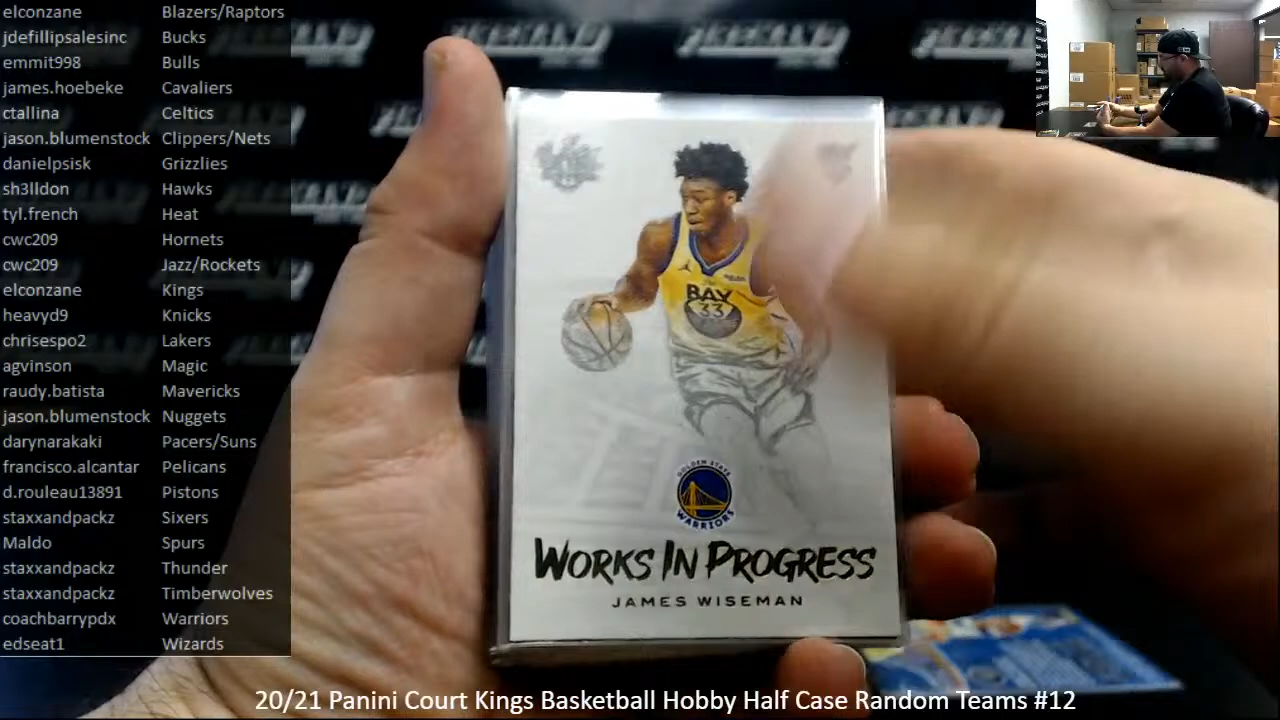 elconzane Blazers/Raptors
jdefillipsalesinc Bucks
emmit998 Bulls
james.hoebeke Cavaliers
ctallina Celtics
jason.blumenstock Clippers/Nets
danielpsisk Grizzlies
sh3lldon Hawks
tyl.french Heat
cwc209 Hornets
cwc209 Jazz/Rockets
elconzane Kings
heavyd9 Knicks
chrisespo2 Lakers
agvinson Magic
raudy.batista Mavericks
jason.blumenstock Nuggets
darynarakaki Pacers/Suns
francisco.alcantar Pelicans
d.rouleau13891 Pistons
staxxandpackz Sixers
Maldo Spurs
staxxandpackz Thunder
staxxandpackz Timberwolves
coachbarrypdx Warriors
edseat1 Wizards
BAY
33
GOLDEN STATE
WARRIORS
WORKS IN PROGRESS
JAMES WISEMAN
20/21 Panini Court Kings Basketball Hobby Half Case Random Teams #12